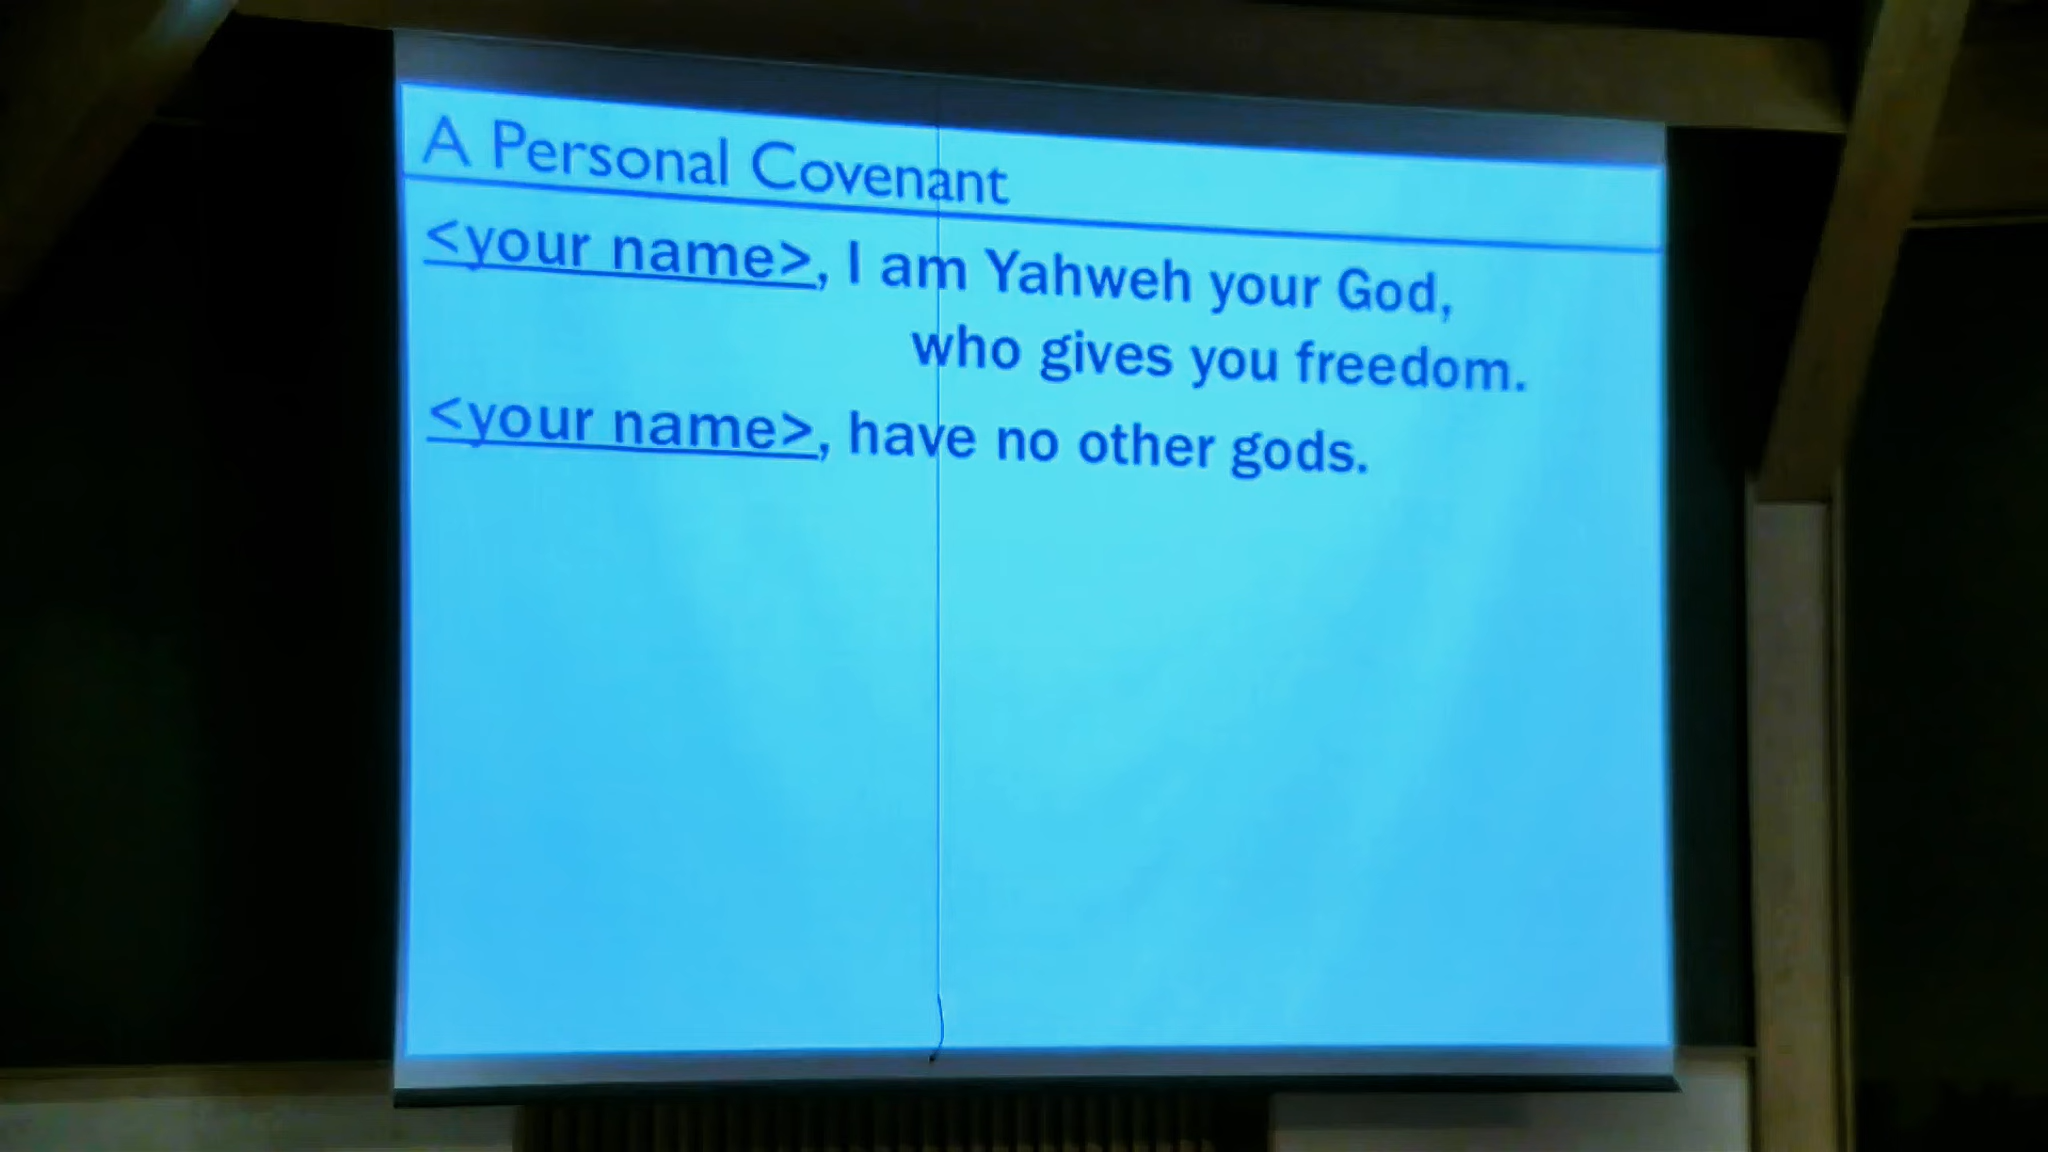 A Personal Covenant
<your name>, I am Yahweh your God,
who gives you freedom.
<your name>, have no other gods.